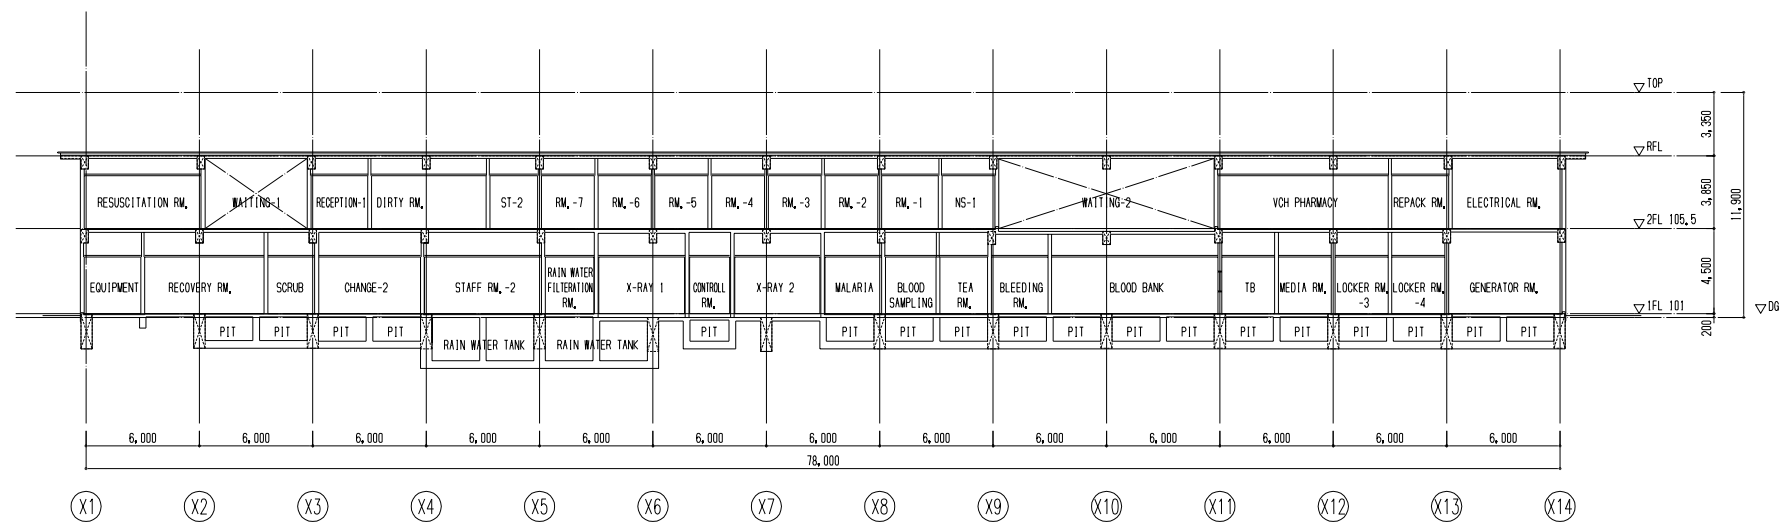 TOP
3,350
RFL
3,850
11,900
RESUSCITATION RM.
WAITING-1
RECEPTION-1
DIRTY RM.
ST-2
RM.-7
RM.-6
RM.-5
RM.-4
RM.-3
RM.-2
RM.-1
NS-1
WAITING-2
VCH PHARMACY
REPACK RM.
ELECTRICAL RM.
2FL 105.5
4,500
EQUIPMENT
RECOVERY RM.
SCRUB
CHANGE-2
STAFF RM.-2
RAIN WATER
FILTERATION
RM.
X-RAY 1
CONTROLL
RM.
X-RAY 2
MALARIA
BLOOD
SAMPLING
TEA
RM.
BLEEDING
RM.
BLOOD BANK
TB
MEDIA RM.
LOCKER RM.
-3
LOCKER RM.
-4
GENERATOR RM.
1FL 101
DG
200
PIT
PIT
PIT
PIT
RAIN WATER TANK
RAIN WATER TANK
PIT
PIT
PIT
PIT
PIT
PIT
PIT
PIT
PIT
PIT
PIT
PIT
PIT
PIT
6,000
6,000
6,000
6,000
6,000
6,000
6,000
6,000
6,000
6,000
6,000
6,000
6,000
78,000
X1
X2
X3
X4
X5
X6
X7
X8
X9
X10
X11
X12
X13
X14